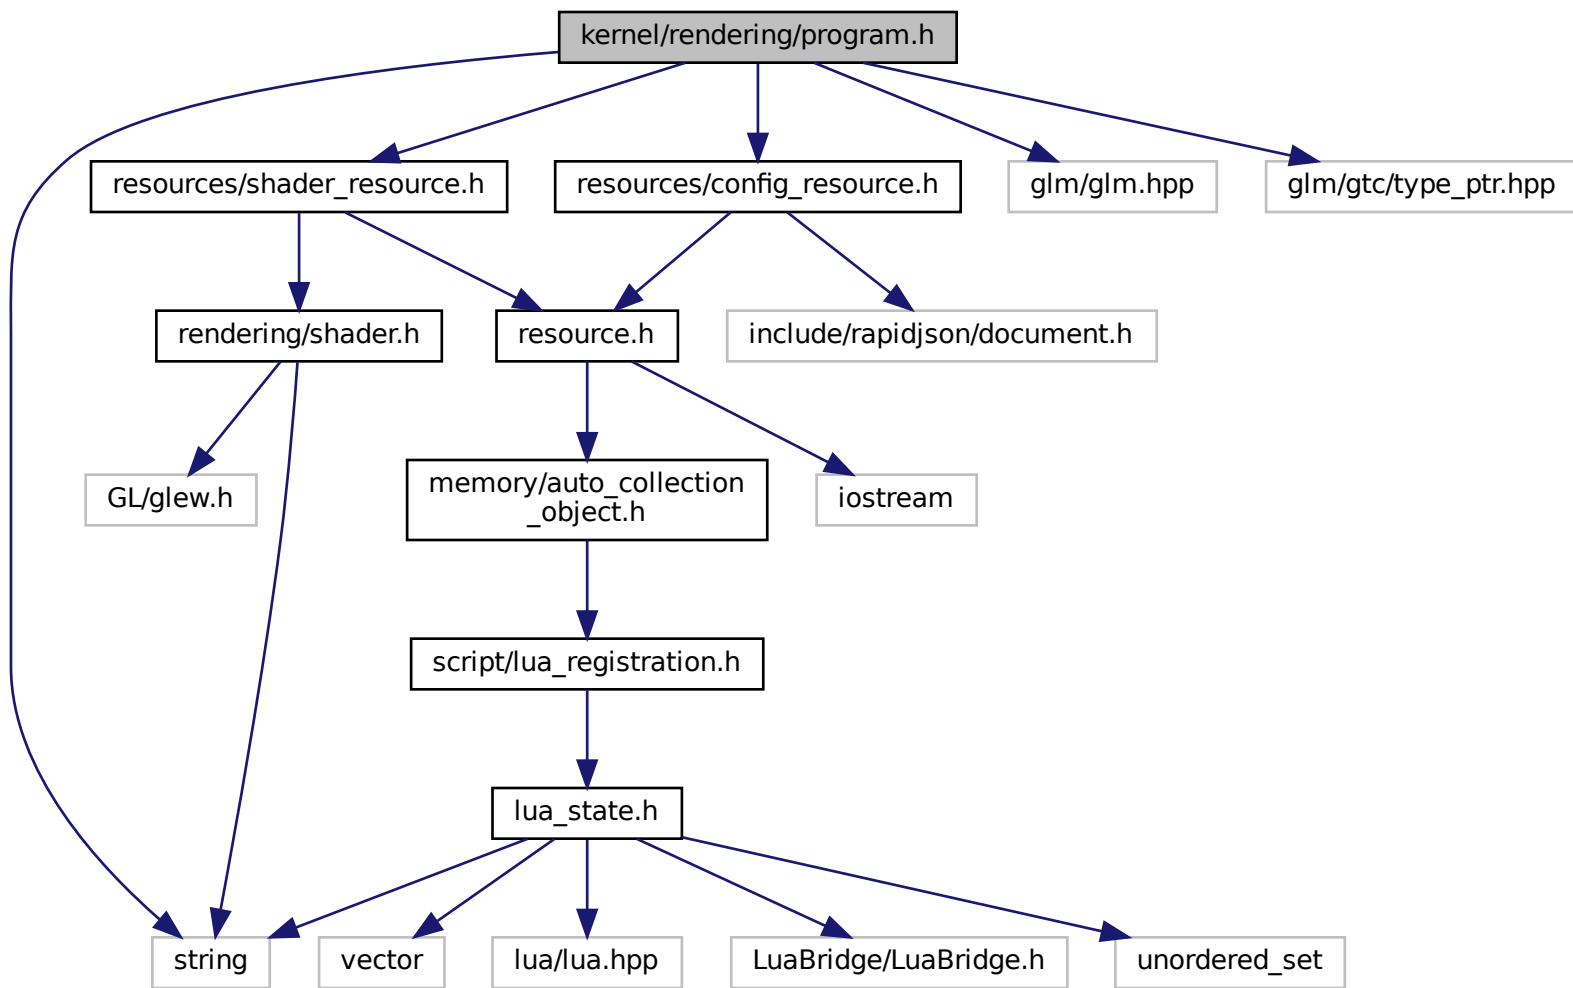 kernel/rendering/program.h
resources/shader_resource.h
resources/config_resource.h
glm/glm.hpp
glm/gtc/type_ptr.hpp
rendering/shader.h
resource.h
include/rapidjson/document.h
GL/glew.h
memory/auto_collection
_object.h
iostream
script/lua_registration.h
lua_state.h
string
vector
lua/lua.hpp
LuaBridge/LuaBridge.h
unordered_set